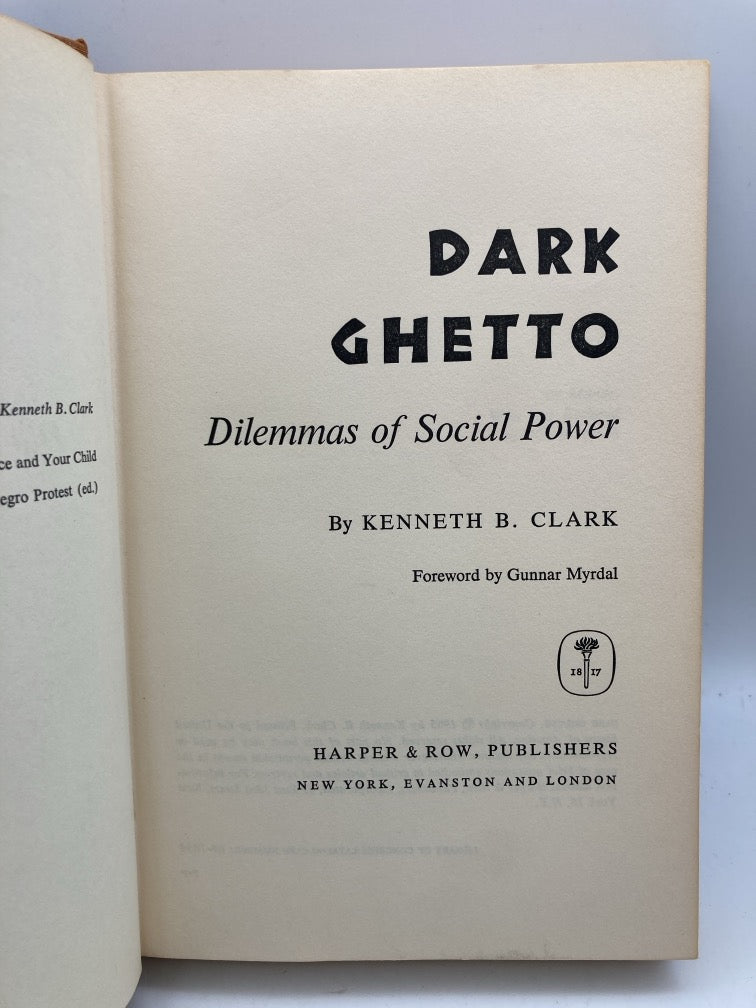 Kenneth B. Clark
ce and Your Child
egro Protest (ed.)
DARK
GHETTO
Dilemmas of Social Power
By KENNETH B. CLARK
Foreword by Gunnar Myrdal
18 17
HARPER & ROW, PUBLISHERS
NEW YORK, EVANSTON AND LONDON